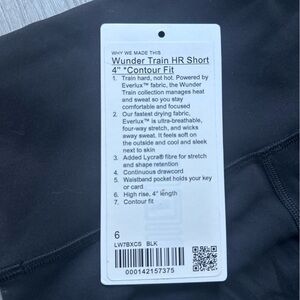 WHY WE MADE THIS
Wunder Train HR Short
4" *Contour Fit
1. Train hard, not hot. Powered by
Everlux™ fabric, the Wunder
Train collection manages heat
and sweat so you stay
comfortable and focused
2. Our fastest drying fabric,
Everlux™ is ultra-breathable,
four-way stretch, and wicks
away sweat. It feels soft on
the outside and cool and sleek
next to skin
3. Added Lycra® fibre for stretch
and shape retention
4. Continuous drawcord
5. Waistband pocket holds your key
or card
6. High rise, 4" length
7. Contour fit
6
LW7BXCS BLK
000142157375